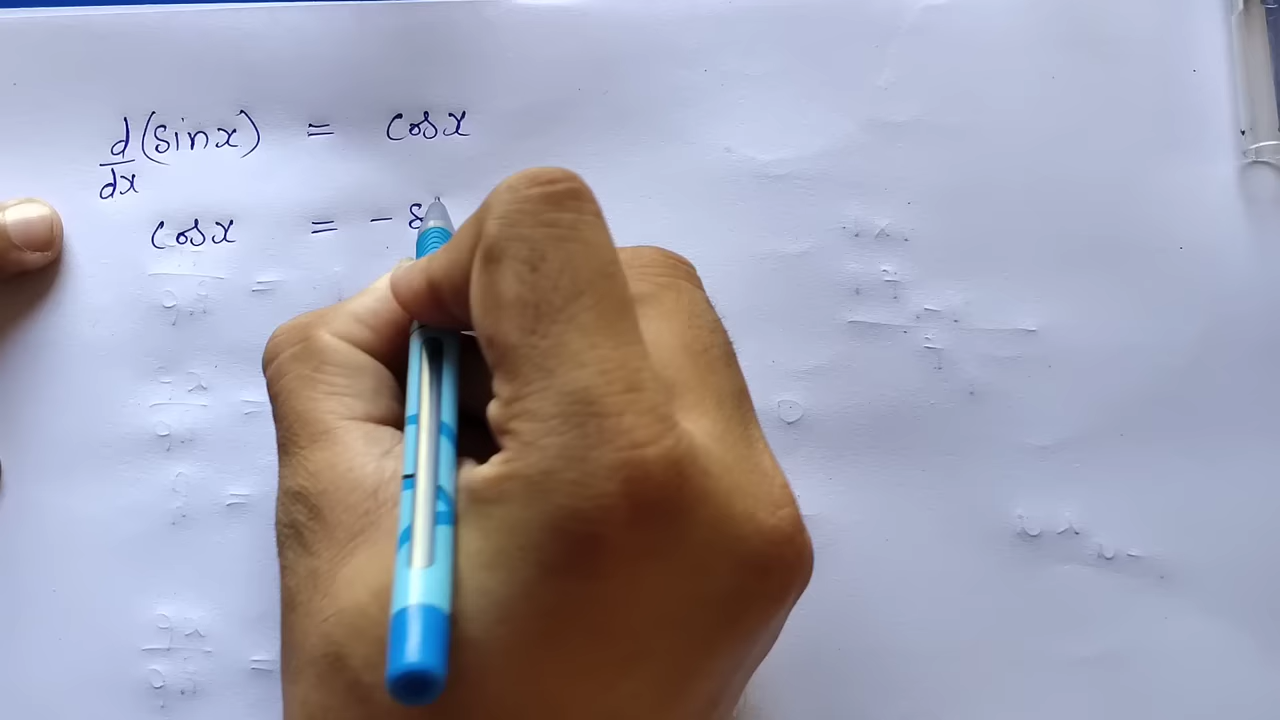 d/dx (sinx) = cosx
cosx = - s